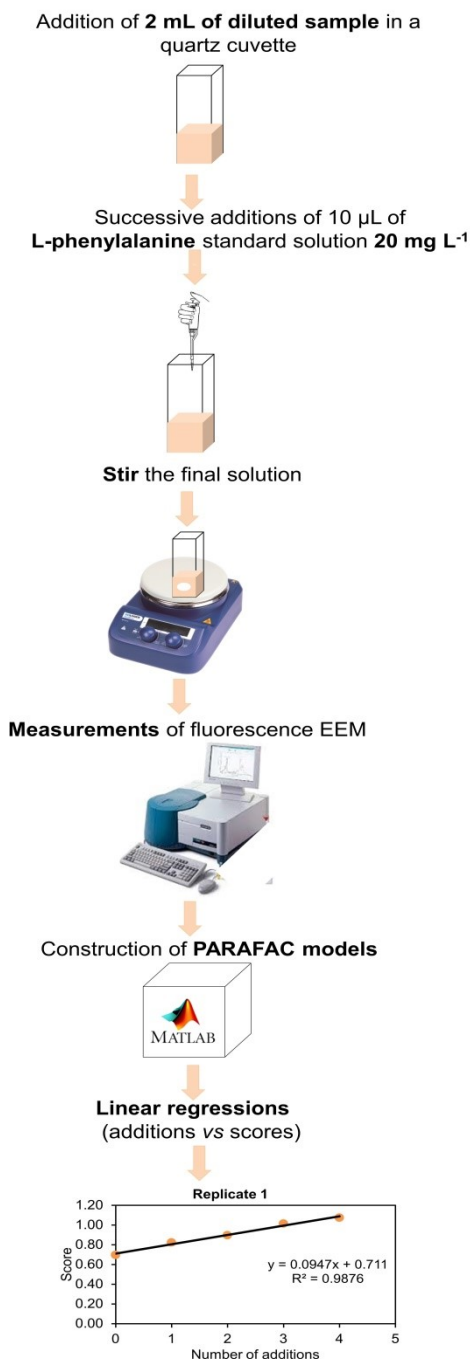 Addition of 2 mL of diluted sample in a
quartz cuvette
Successive additions of 10 µL of
L-phenylalanine standard solution 20 mg L⁻¹
Stir the final solution
Measurements of fluorescence EEM
Construction of PARAFAC models
MATLAB
Linear regressions
(additions vs scores)
Replicate 1
1.20
1.00
0.80
0.60
0.40
0.20
0.00
Score
y = 0.0947x + 0.711
R² = 0.9876
0 1 2 3 4 5
Number of additions